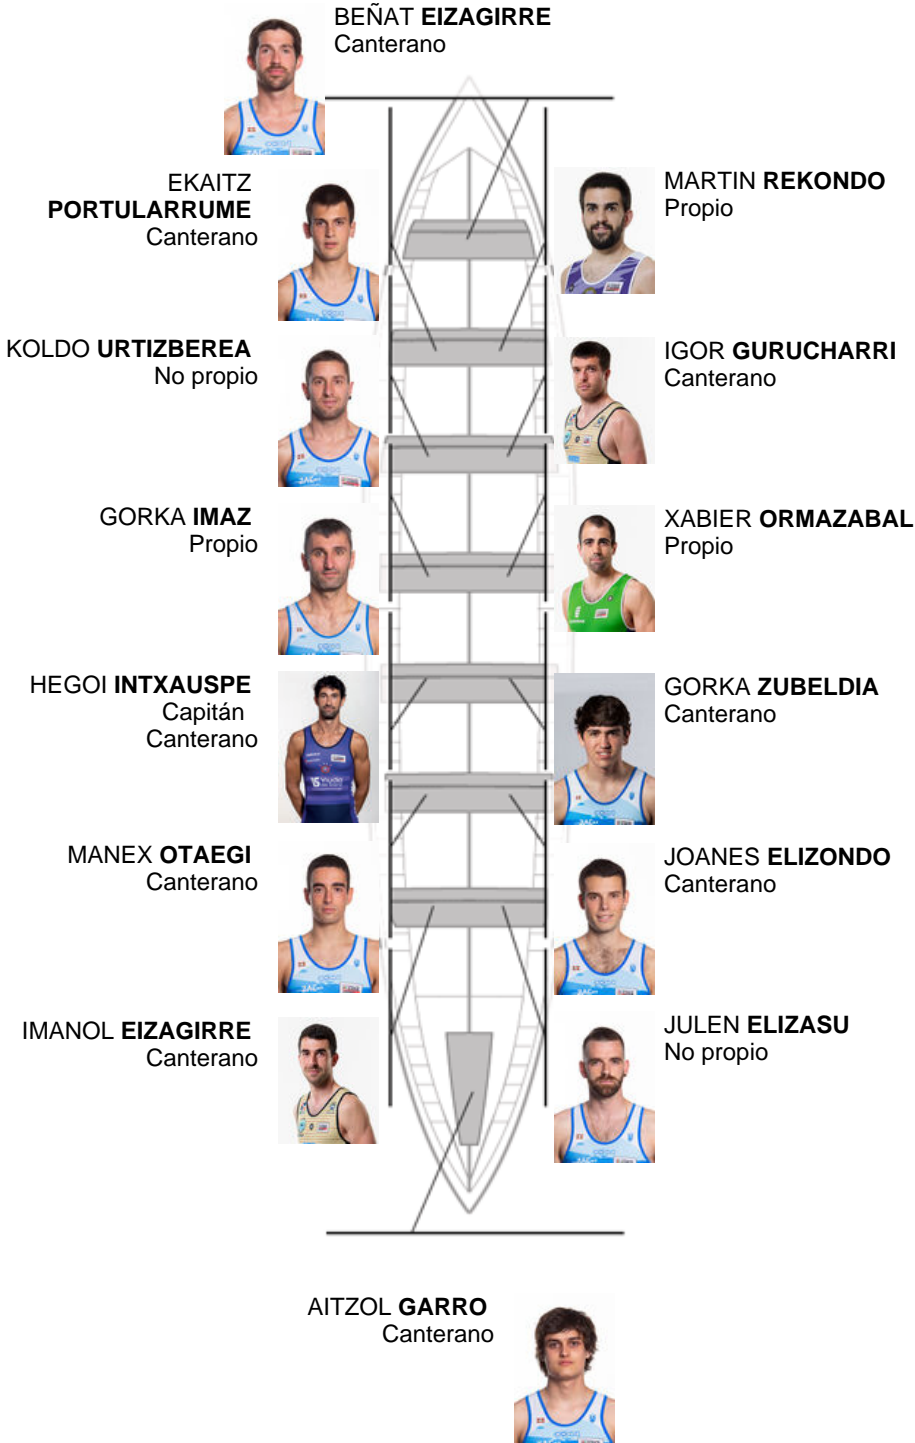 BEÑAT EIZAGIRRE
Canterano
EKAITZ
PORTULARRUME
Canterano
MARTIN REKONDO
Propio
KOLDO URTIZBEREA
No propio
IGOR GURUCHARRI
Canterano
GORKA IMAZ
Propio
XABIER ORMAZABAL
Propio
HEGOI INTXAUSPE
Capitán
Canterano
GORKA ZUBELDIA
Canterano
MANEX OTAEGI
Canterano
JOANES ELIZONDO
Canterano
IMANOL EIZAGIRRE
Canterano
JULEN ELIZASU
No propio
AITZOL GARRO
Canterano